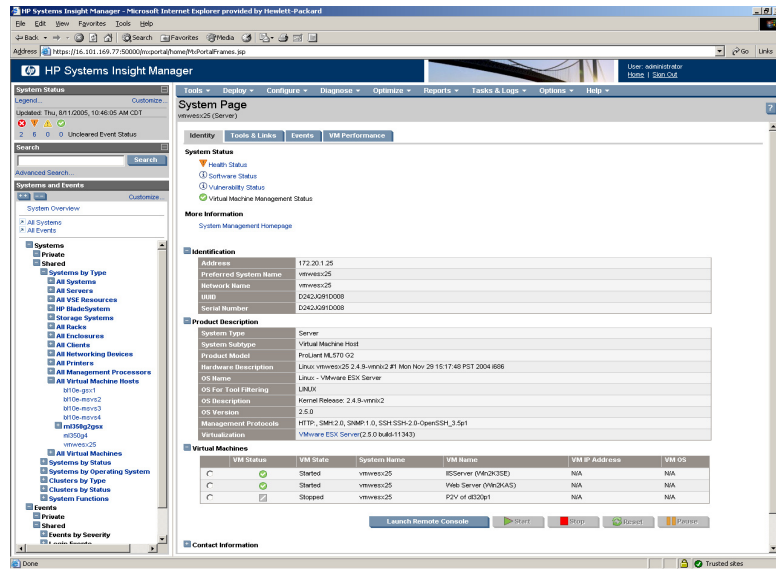 HP Systems Insight Manager - Microsoft Internet Explorer provided by Hewlett-Packard
File Edit View Favorites Tools Help
Back Search Favorites Media
Address https://16.101.169.77:50000/mxportal/home/MxPortalFrames.jsp Go Links
HP Systems Insight Manager
User: administrator
Home | Sign Out
System Status
Legend... Customize...
Updated: Thu, 8/11/2005, 10:46:05 AM CDT
2 6 0 0 Uncleared Event Status
Search
Search
Advanced Search...
Systems and Events
Customize...
System Overview
All Systems
All Events
Systems
Private
Shared
Systems by Type
All Systems
All Servers
All VSE Resources
HP BladeSystem
Storage Systems
All Racks
All Enclosures
All Clients
All Networking Devices
All Printers
All Management Processors
All Virtual Machine Hosts
bl10e-gsx1
bl10e-msvs2
bl10e-msvs3
bl10e-msvs4
ml350g2gsx
ml350g4
vmwesx25
All Virtual Machines
Systems by Status
Systems by Operating System
Clusters by Type
Clusters by Status
System Functions
Events
Private
Shared
Events by Severity
Login Events
Tools Deploy Configure Diagnose Optimize Reports Tasks & Logs Options Help
System Page
vmwesx25 (Server)
?
Identity Tools & Links Events VM Performance
System Status
Health Status
Software Status
Vulnerability Status
Virtual Machine Management Status
More Information
System Management Homepage
Identification
Address 172.20.1.25
Preferred System Name vmwesx25
Network Name vmwesx25
UUID D242JQ91D008
Serial Number D242JQ91D008
Product Description
System Type Server
System Subtype Virtual Machine Host
Product Model ProLiant ML570 G2
Hardware Description Linux vmwesx25 2.4.9-vmnix2 #1 Mon Nov 29 15:17:48 PST 2004 i686
OS Name Linux - VMware ESX Server
OS For Tool Filtering LINUX
OS Description Kernel Release: 2.4.9-vmnix2
OS Version 2.5.0
Management Protocols HTTP:, SMH:2.0, SNMP:1.0, SSH:SSH-2.0-OpenSSH_3.5p1
Virtualization VMware ESX Server(2.5.0 build-11343)
Virtual Machines
VM Status VM State System Name VM Name VM IP Address VM OS
Started vmwesx25 IISServer (Win2K3SE) N/A N/A
Started vmwesx25 Web Server (Win2KAS) N/A N/A
Stopped vmwesx25 P2V of dl320p1 N/A N/A
Launch Remote Console Start Stop Reset Pause
Contact Information
Done Trusted sites